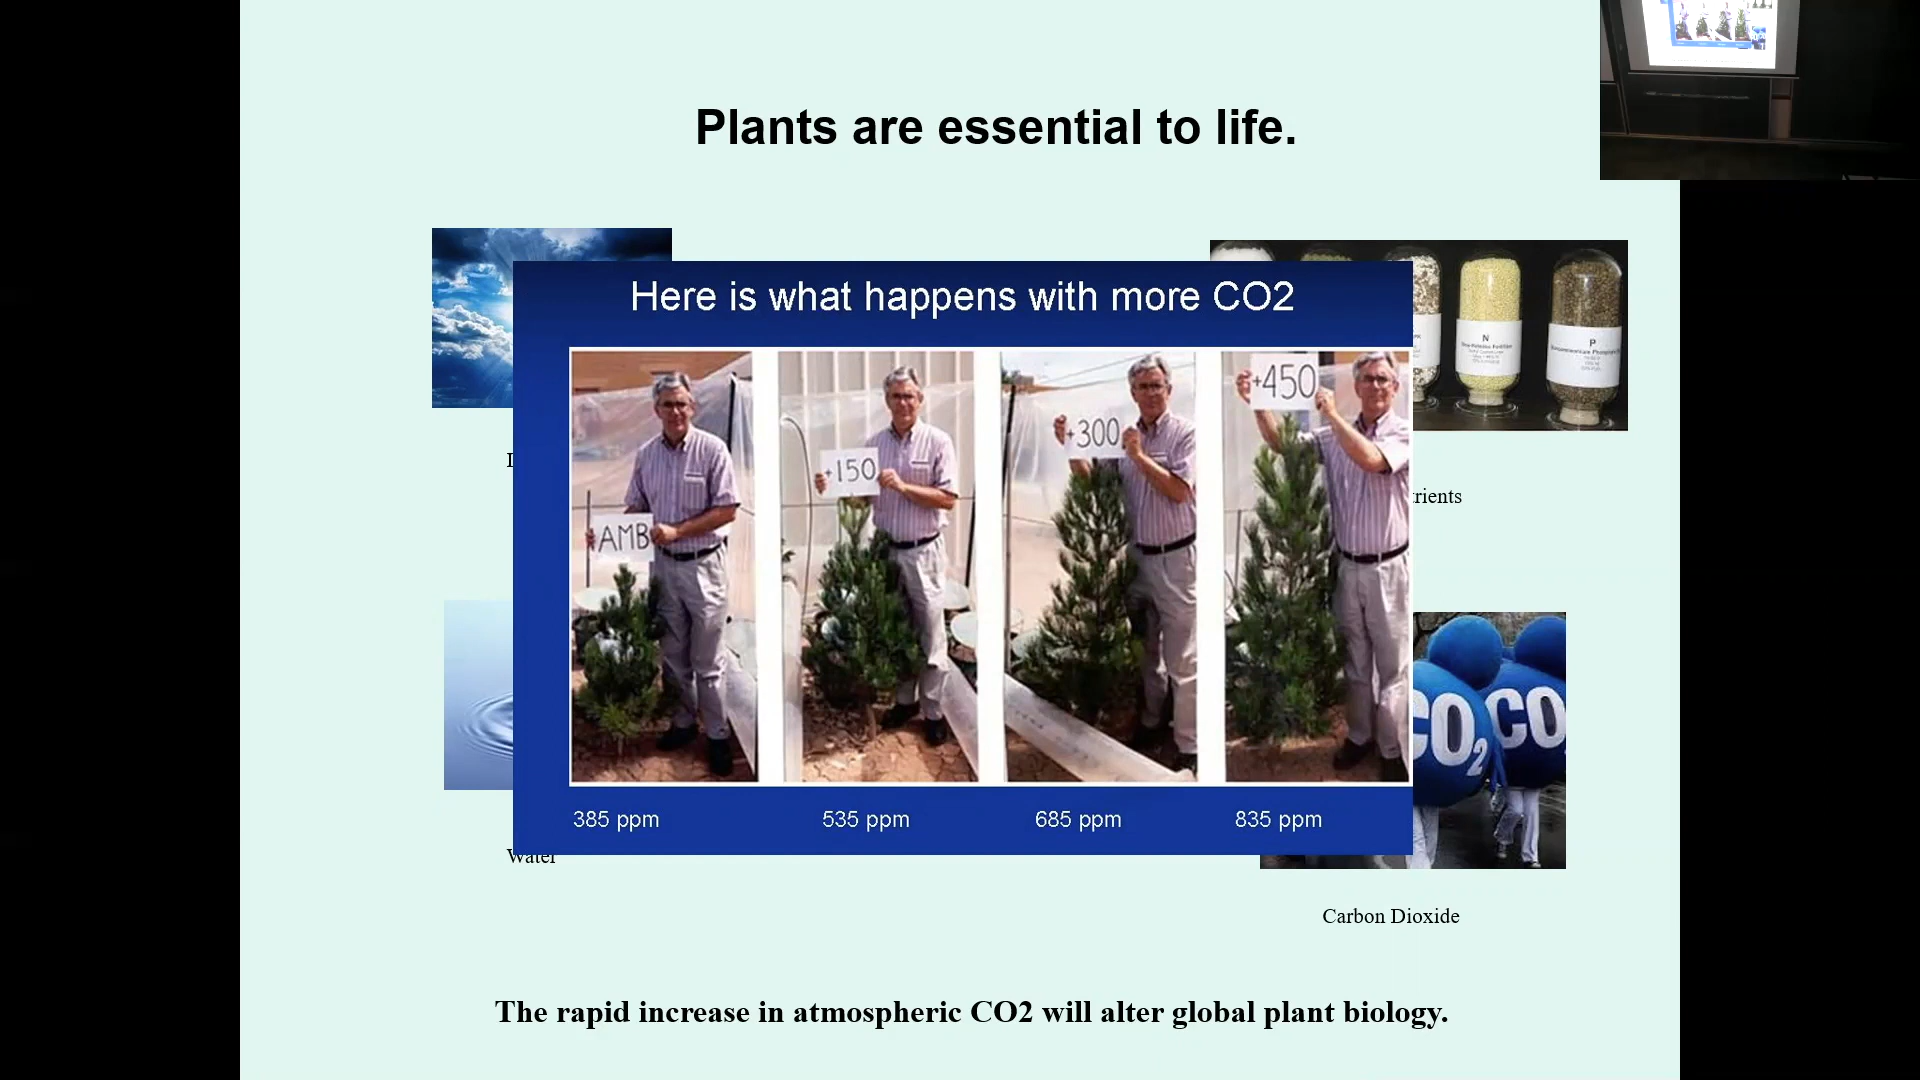 Plants are essential to life.
Here is what happens with more CO2
AMB
+150
+300
+450
385 ppm
535 ppm
685 ppm
835 ppm
N
P
trients
CO2
CO
Water
Carbon Dioxide
The rapid increase in atmospheric CO2 will alter global plant biology.